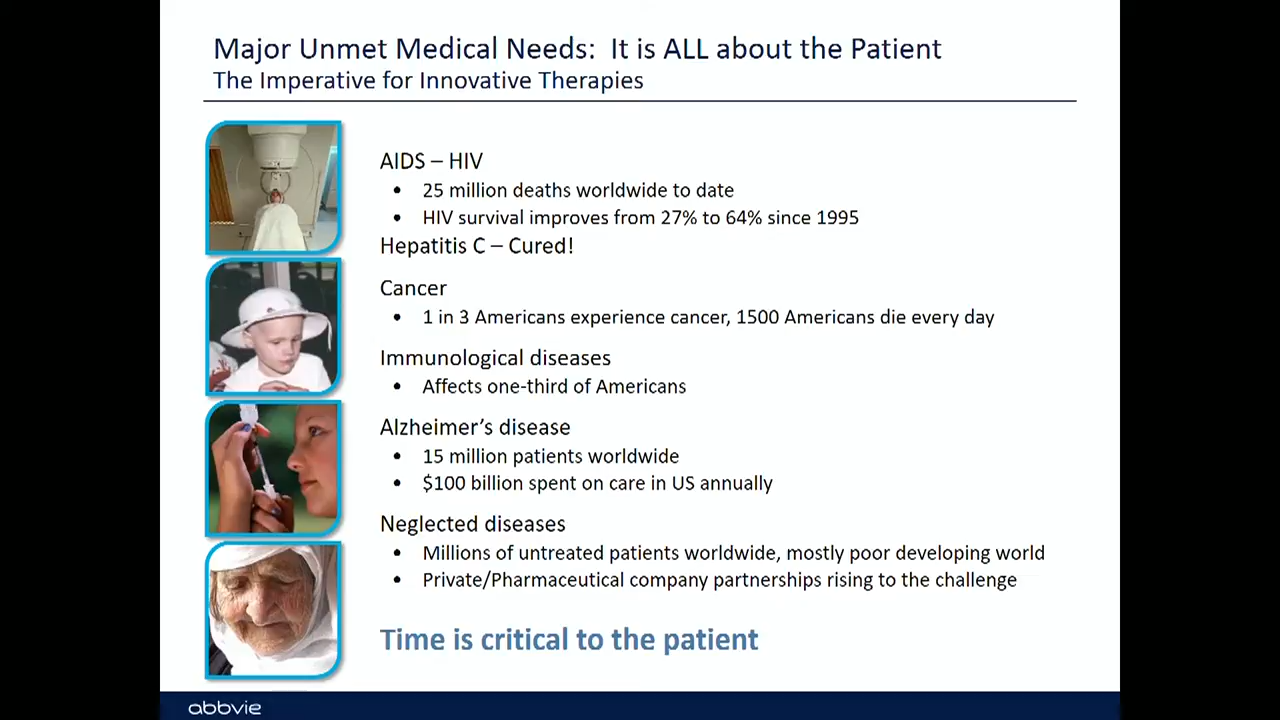 Major Unmet Medical Needs: It is ALL about the Patient
The Imperative for Innovative Therapies
AIDS – HIV
• 25 million deaths worldwide to date
• HIV survival improves from 27% to 64% since 1995
Hepatitis C – Cured!
Cancer
• 1 in 3 Americans experience cancer, 1500 Americans die every day
Immunological diseases
• Affects one-third of Americans
Alzheimer’s disease
• 15 million patients worldwide
• $100 billion spent on care in US annually
Neglected diseases
• Millions of untreated patients worldwide, mostly poor developing world
• Private/Pharmaceutical company partnerships rising to the challenge
Time is critical to the patient
abbvie